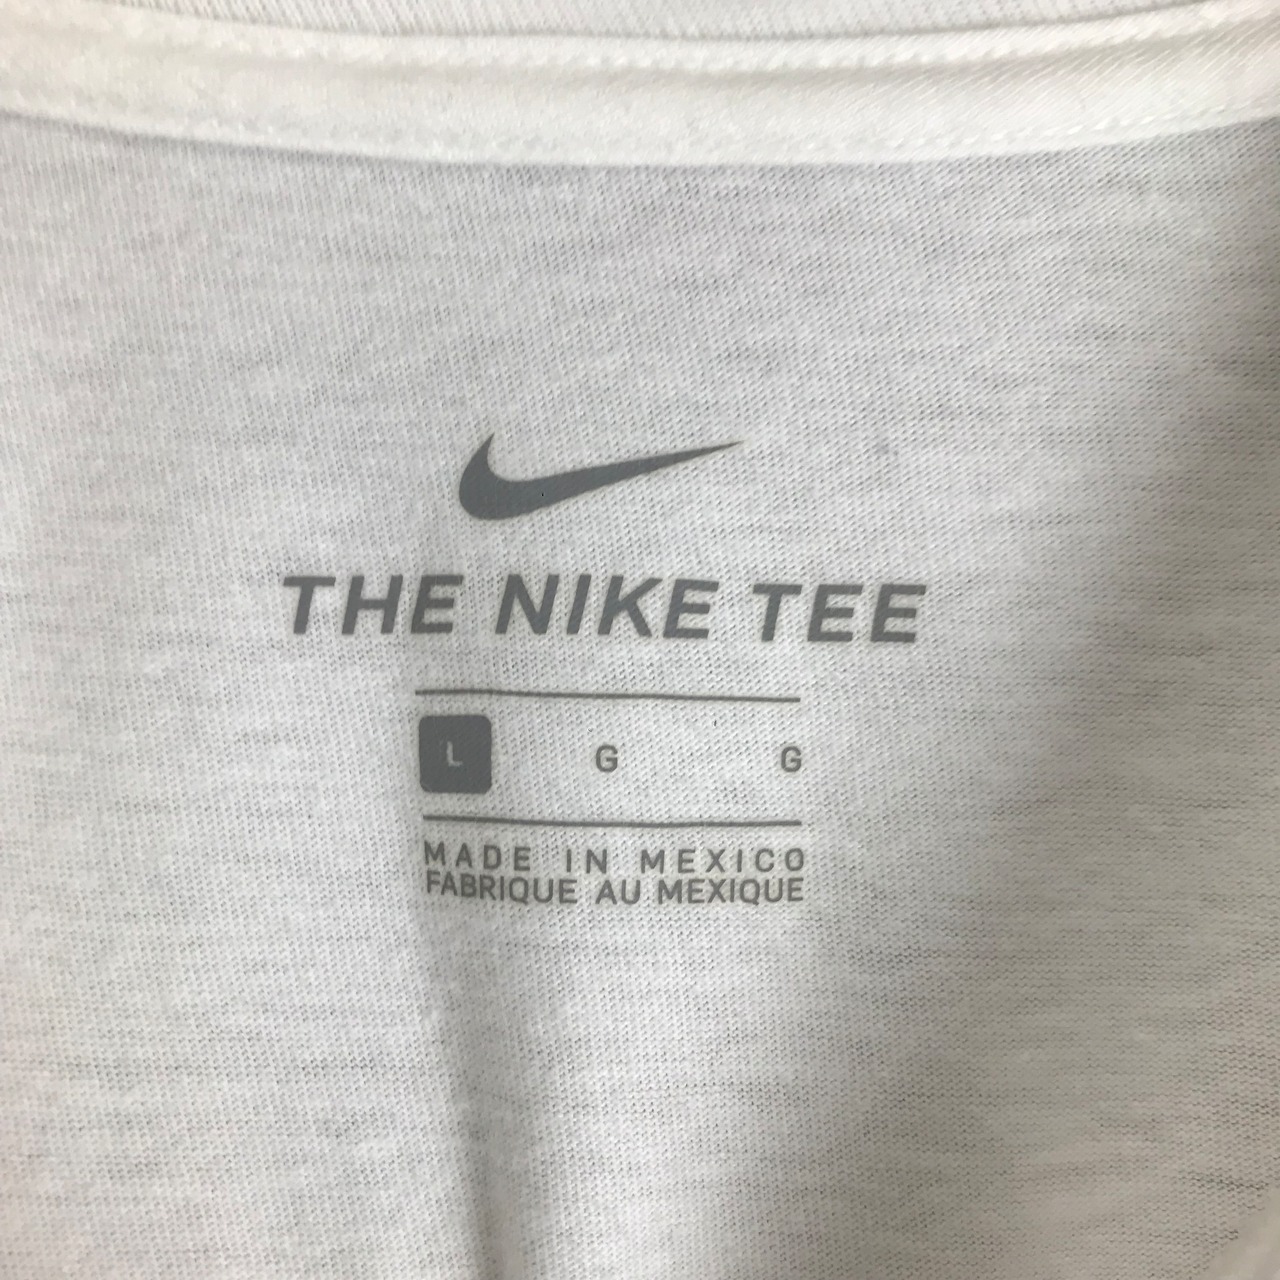 THE NIKE TEE
L G G
MADE IN MEXICO
FABRIQUE AU MEXIQUE